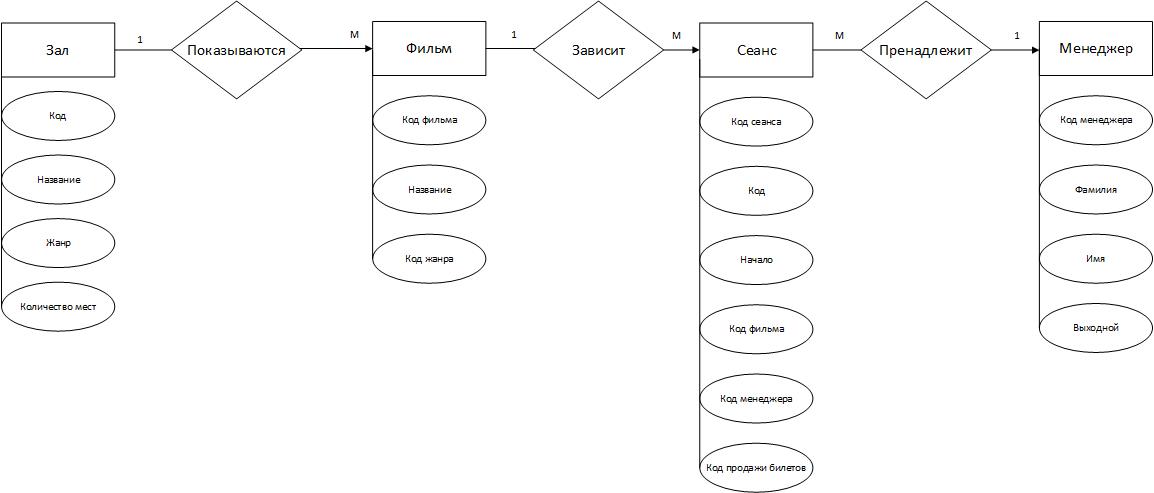 Зал
1
Показываются
М
Фильм
1
Зависит
М
Сеанс
М
Пренадлежит
1
Менеджер
Код
Название
Жанр
Количество мест
Код фильма
Название
Код жанра
Код сеанса
Код
Начало
Код фильма
Код менеджера
Код продажи билетов
Код менеджера
Фамилия
Имя
Выходной